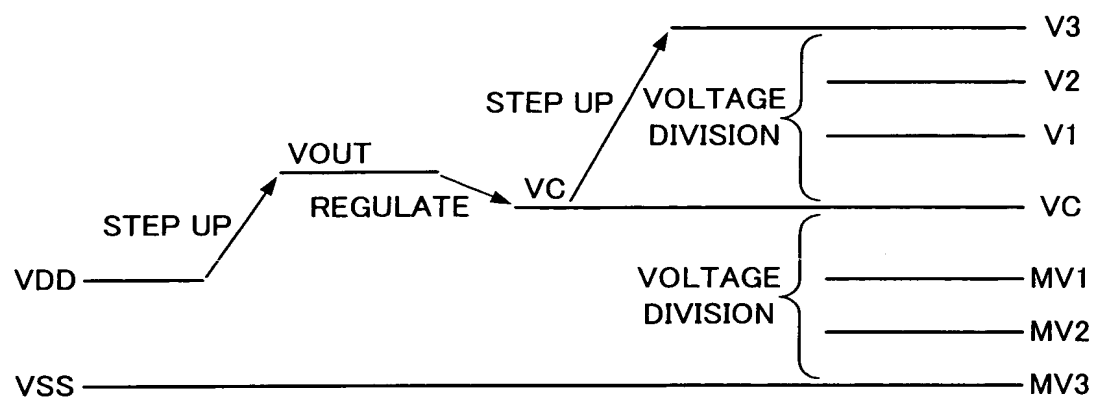 V3
STEP UP
VOLTAGE
DIVISION
V2
V1
VOUT
REGULATE
VC
VC
STEP UP
VDD
VOLTAGE
DIVISION
MV1
MV2
VSS
MV3